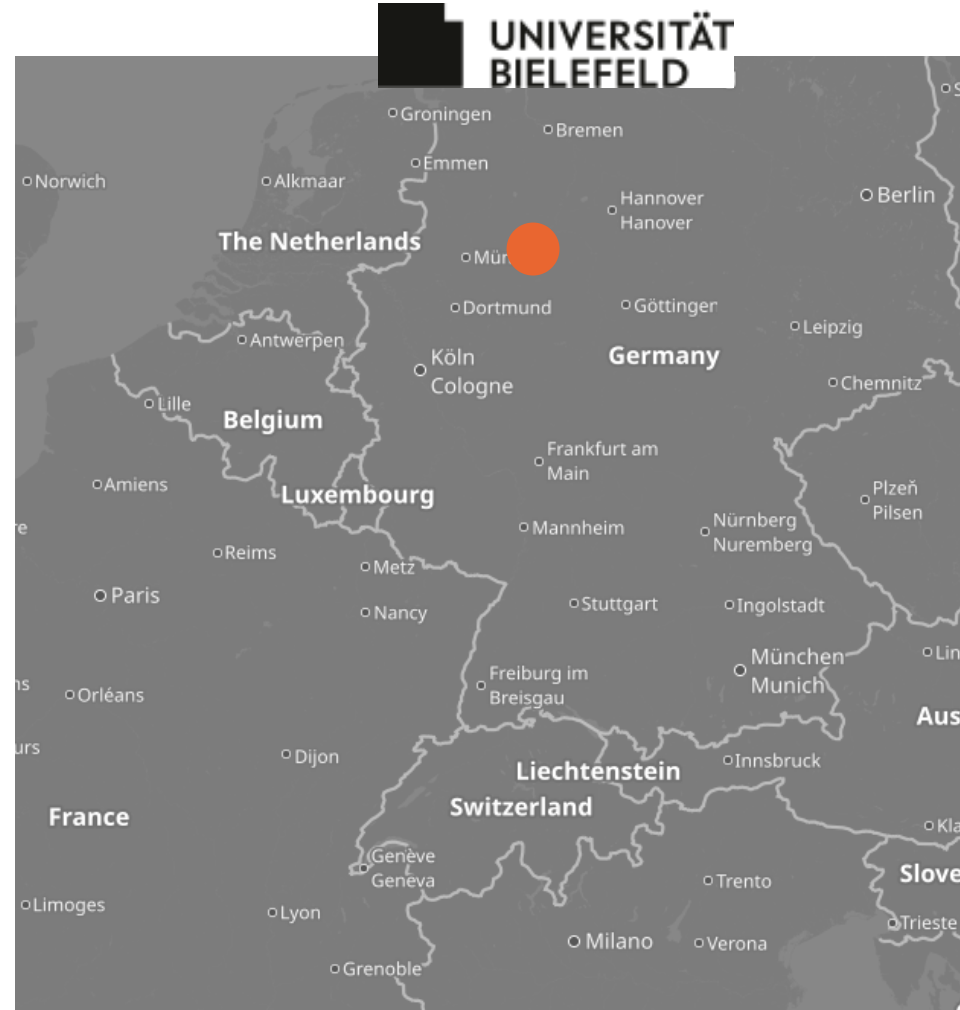 UNIVERSITÄT
BIELEFELD
Groningen
Bremen
Emmen
Norwich
Alkmaar
Hannover
Hanover
Berlin
The Netherlands
Dortmund
Göttingen
Leipzig
Antwerpen
Köln
Cologne
Germany
Chemnitz
Lille
Belgium
Frankfurt am
Main
Amiens
Luxembourg
Plzeň
Pilsen
Mannheim
Nürnberg
Nuremberg
Reims
Metz
Paris
Nancy
Stuttgart
Ingolstadt
München
Munich
Freiburg im
Breisgau
Orléans
Dijon
Innsbruck
Liechtenstein
Switzerland
France
Genève
Geneva
Trento
Limoges
Lyon
Trieste
Milano
Verona
Grenoble